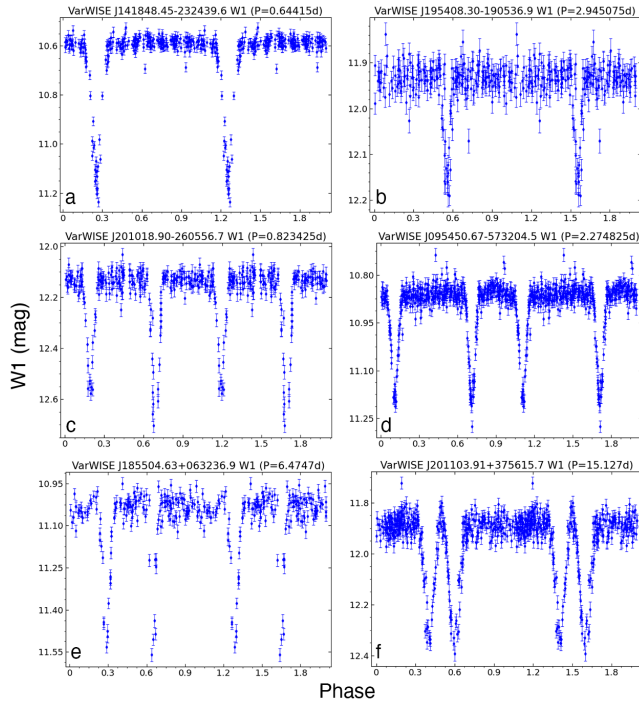 VarWISE J141848.45-232439.6 W1 (P=0.64415d)
10.6
10.8
11.0
11.2
a
0 0.3 0.6 0.9 1.2 1.5 1.8
VarWISE J195408.30-190536.9 W1 (P=2.945075d)
11.9
12.0
12.1
12.2
b
0 0.3 0.6 0.9 1.2 1.5 1.8
VarWISE J201018.90-260556.7 W1 (P=0.823425d)
12.0
12.2
12.4
12.6
c
0 0.3 0.6 0.9 1.2 1.5 1.8
VarWISE J095450.67-573204.5 W1 (P=2.274825d)
10.80
10.95
11.10
11.25
d
0 0.3 0.6 0.9 1.2 1.5 1.8
VarWISE J185504.63+063236.9 W1 (P=6.4747d)
10.95
11.10
11.25
11.40
11.55
e
0 0.3 0.6 0.9 1.2 1.5 1.8
VarWISE J201103.91+375615.7 W1 (P=15.127d)
11.8
12.0
12.2
12.4
f
0 0.3 0.6 0.9 1.2 1.5 1.8
W1 (mag)
Phase